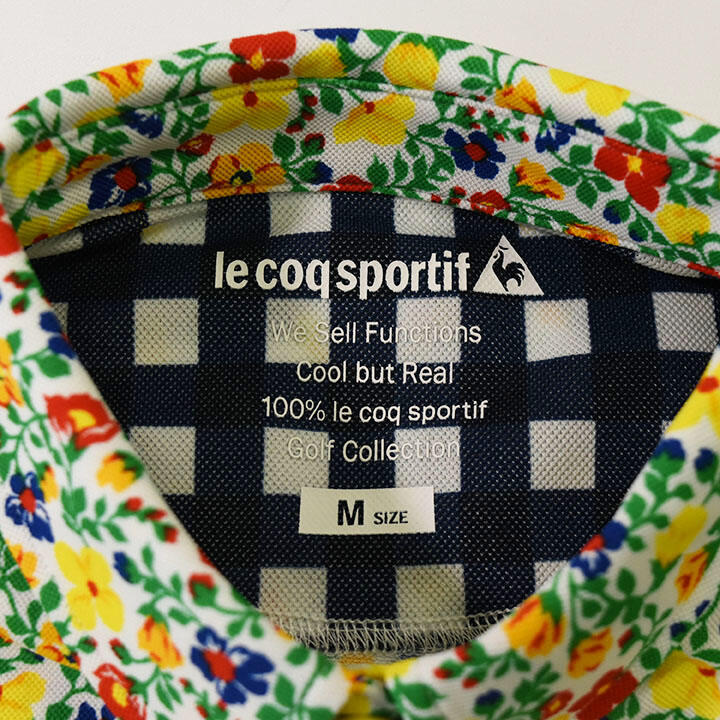 le coq sportif
We Sell Functions
Cool but Real
100% le coq sportif
Golf Collection
M SIZE